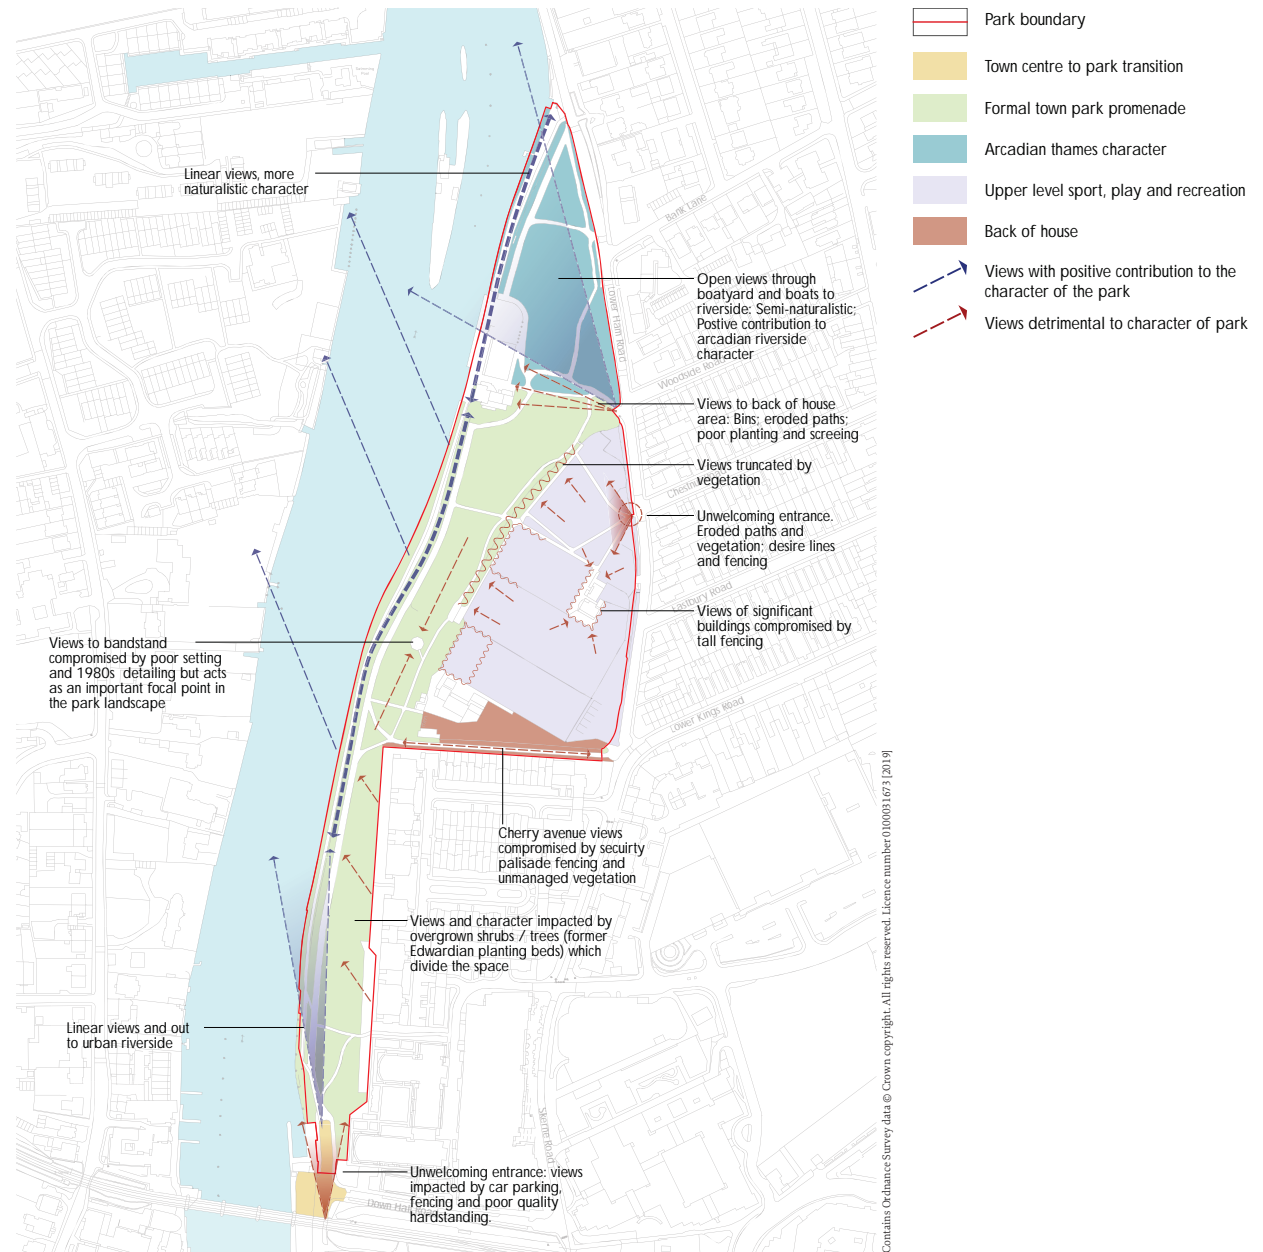 Park boundary
Town centre to park transition
Formal town park promenade
Arcadian thames character
Upper level sport, play and recreation
Back of house
Views with positive contribution to the
character of the park
Views detrimental to character of park
Linear views, more
naturalistic character
Bank Lane
Lower Ham Road
Open views through
boatyard and boats to
riverside: Semi-naturalistic;
Postive contribution to
arcadian riverside
character
Woodside Road
Views to back of house
area: Bins; eroded paths;
poor planting and screeing
Views truncated by
vegetation
Unwelcoming entrance.
Eroded paths and
vegetation; desire lines
and fencing
Eastbury Road
Views of significant
buildings compromised by
tall fencing
Views to bandstand
compromised by poor setting
and 1980s detailing but acts
as an important focal point in
the park landscape
Lower Kings Road
Cherry avenue views
compromised by secuirty
palisade fencing and
unmanaged vegetation
Views and character impacted by
overgrown shrubs / trees (former
Edwardian planting beds) which
divide the space
Linear views and out
to urban riverside
Skerne Road
Unwelcoming entrance: views
impacted by car parking,
fencing and poor quality
hardstanding.
Down Hall
Contains Ordnance Survey data © Crown copyright. All rights reserved. Licence number 0100031673 [2019]